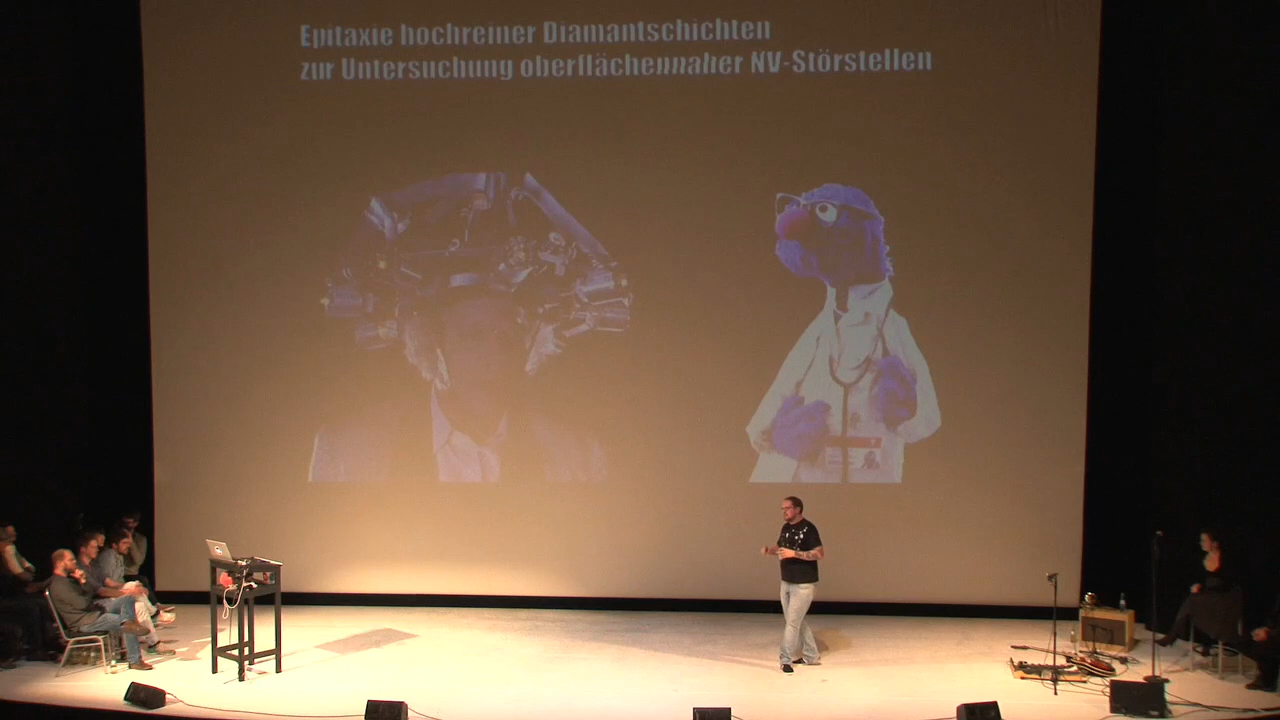 Epitaxie hochreiner Diamantschichten
zur Untersuchung oberflächennaher NV-Störstellen